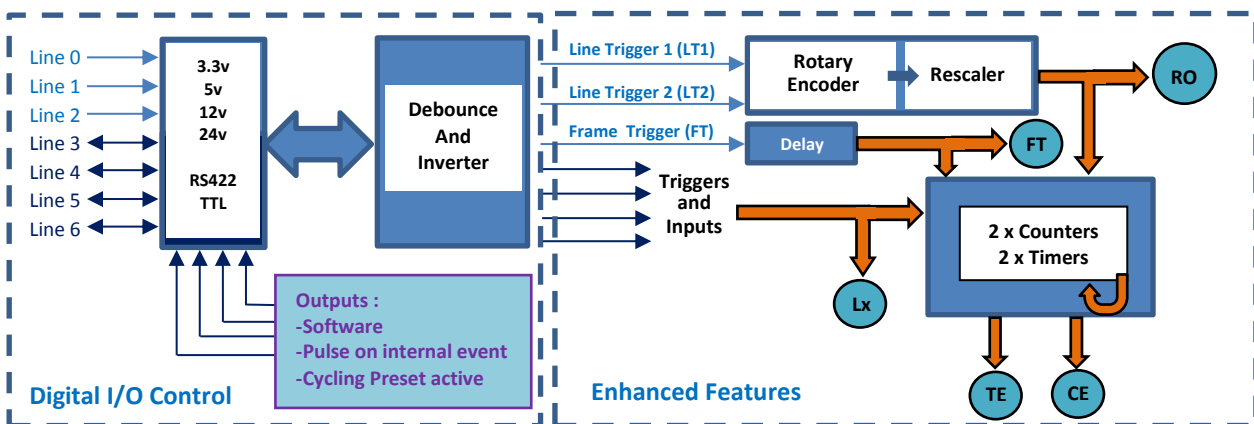 Line 0
Line 1
Line 2
Line 3
Line 4
Line 5
Line 6
3.3v
5v
12v
24v
RS422
TTL
Debounce
And
Inverter
Outputs :
-Software
-Pulse on internal event
-Cycling Preset active
Digital I/O Control
Line Trigger 1 (LT1)
Line Trigger 2 (LT2)
Frame Trigger (FT)
Rotary
Encoder
Rescaler
RO
Delay
FT
Triggers
and
Inputs
Lx
2 x Counters
2 x Timers
TE
CE
Enhanced Features